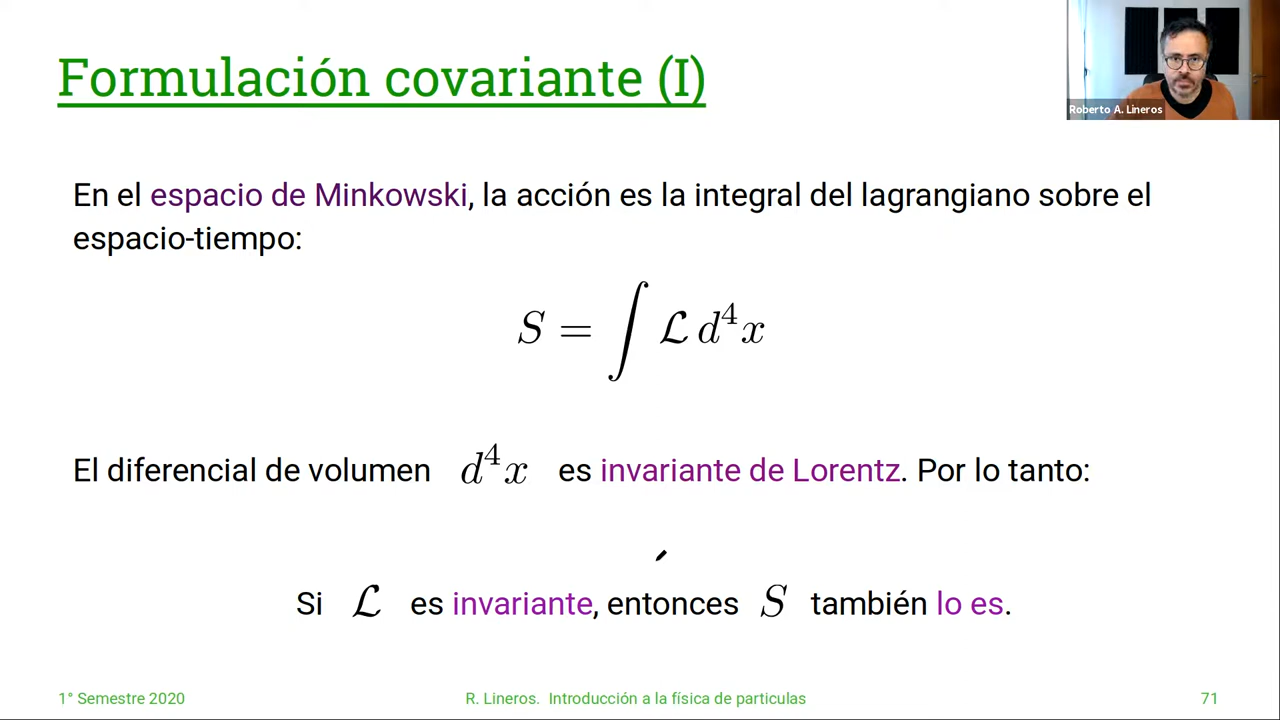 Formulación covariante (I)
Roberto A. Lineros
En el espacio de Minkowski, la acción es la integral del lagrangiano sobre el
espacio-tiempo:
S = ∫ ℒ d⁴x
El diferencial de volumen d⁴x es invariante de Lorentz. Por lo tanto:
Si ℒ es invariante, entonces S también lo es.
1° Semestre 2020 R. Lineros. Introducción a la física de particulas 71